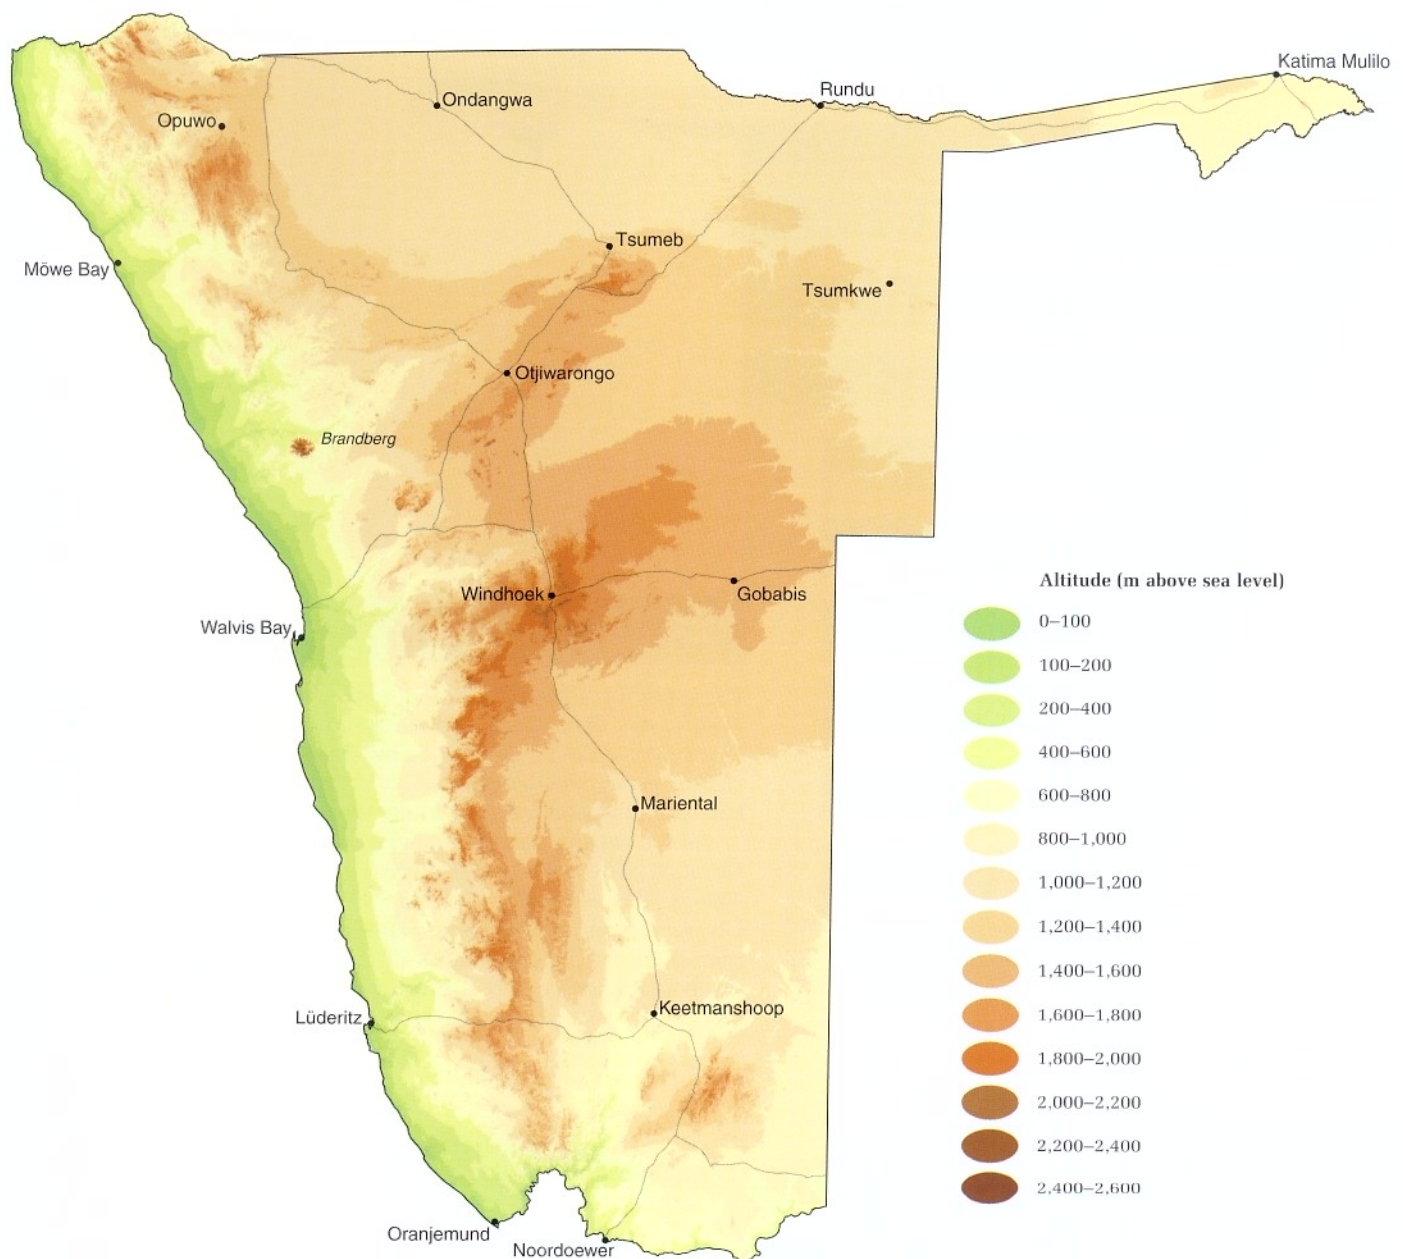 Katima Mulilo
Rundu
Ondangwa
Opuwo
Tsumeb
Möwe Bay
Tsumkwe
Otjiwarongo
Brandberg
Windhoek
Gobabis
Walvis Bay
Mariental
Keetmanshoop
Lüderitz
Oranjemund
Noordoewer
Altitude (m above sea level)
0–100
100–200
200–400
400–600
600–800
800–1,000
1,000–1,200
1,200–1,400
1,400–1,600
1,600–1,800
1,800–2,000
2,000–2,200
2,200–2,400
2,400–2,600